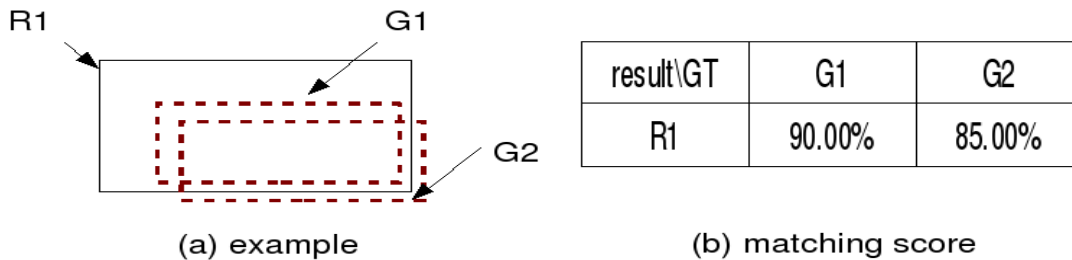 R1
G1
G2
(a) example
result\GT G1 G2
R1 90.00% 85.00%
(b) matching score